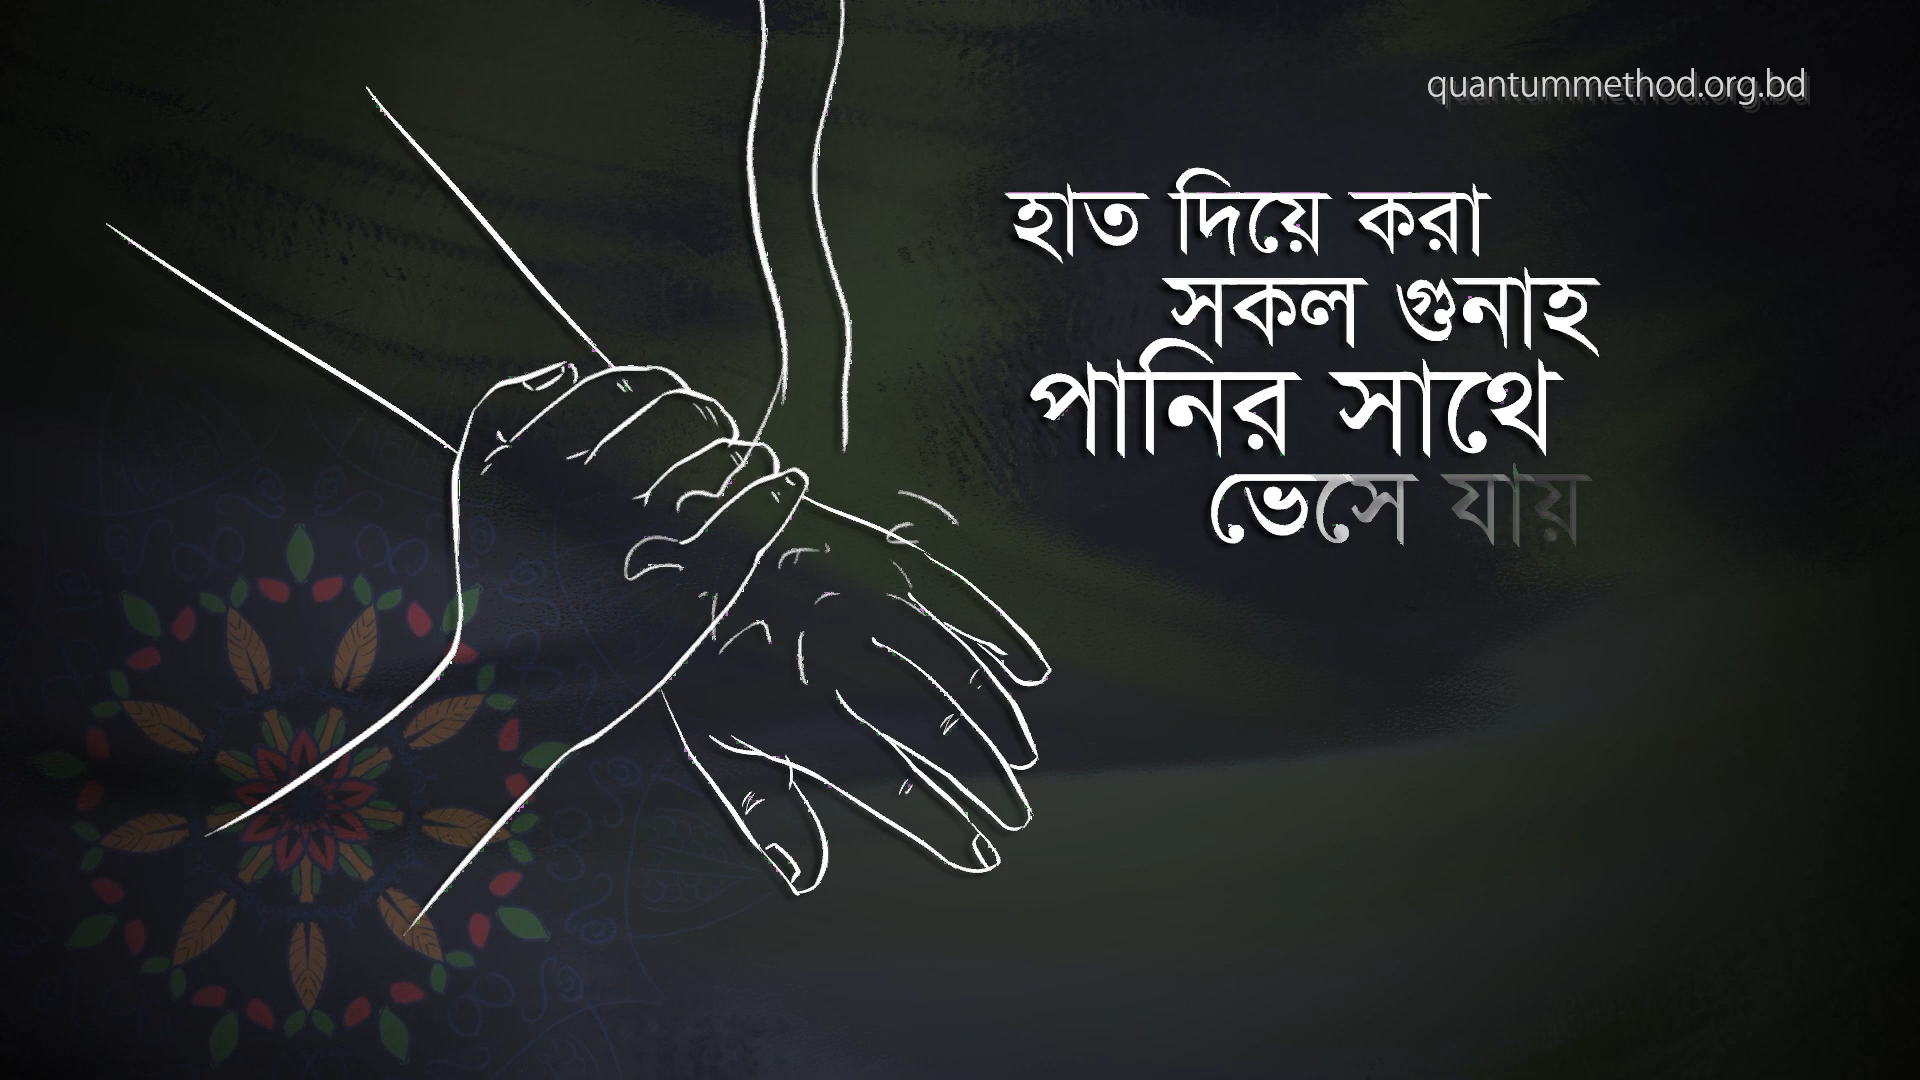 quantummethod.org.bd
হাত দিয়ে করা
সকল গুনাহ
পানির সাথে
ভেসে যায়